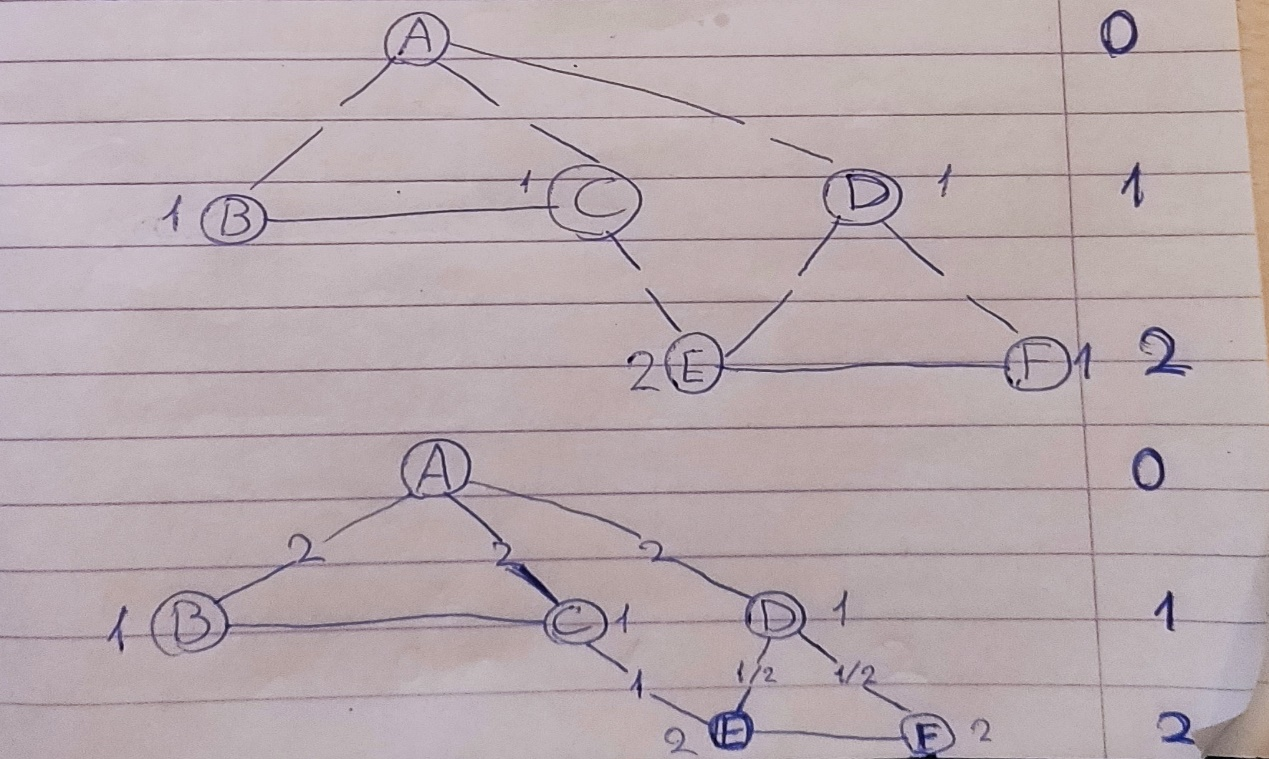 A 0
1 B 1 C D 1 1
2 E F 1 2
A 0
2 2 2
1 B C 1 D 1 1
1 1/2 1/2
2 E F 2 2